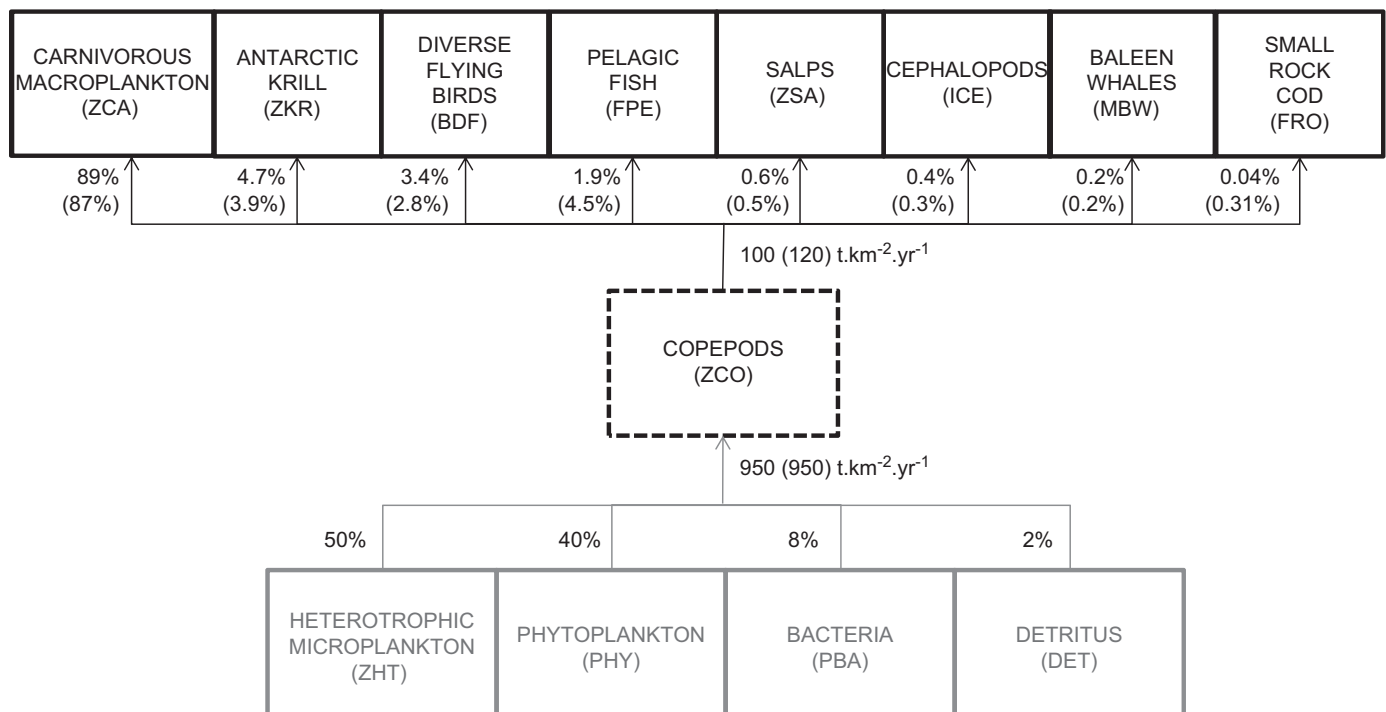 CARNIVOROUS
MACROPLANKTON
(ZCA)
ANTARCTIC
KRILL
(ZKR)
DIVERSE
FLYING
BIRDS
(BDF)
PELAGIC
FISH
(FPE)
SALPS
(ZSA)
CEPHALOPODS
(ICE)
BALEEN
WHALES
(MBW)
SMALL
ROCK
COD
(FRO)
89%
(87%)
4.7%
(3.9%)
3.4%
(2.8%)
1.9%
(4.5%)
0.6%
(0.5%)
0.4%
(0.3%)
0.2%
(0.2%)
0.04%
(0.31%)
100 (120) t.km⁻².yr⁻¹
COPEPODS
(ZCO)
950 (950) t.km⁻².yr⁻¹
50%
40%
8%
2%
HETEROTROPHIC
MICROPLANKTON
(ZHT)
PHYTOPLANKTON
(PHY)
BACTERIA
(PBA)
DETRITUS
(DET)